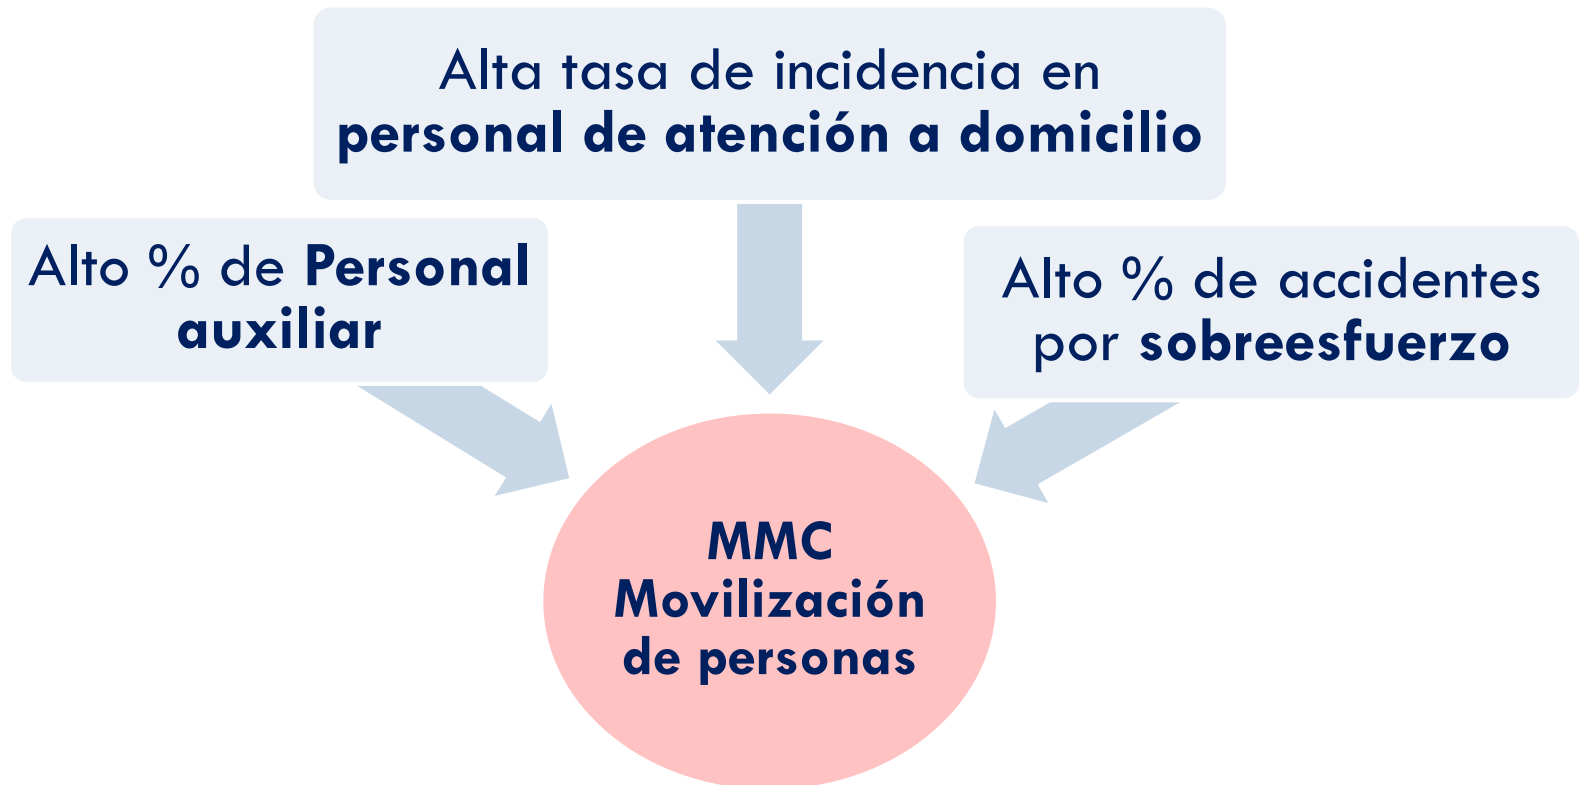 Alta tasa de incidencia en
personal de atención a domicilio
Alto % de Personal
auxiliar
Alto % de accidentes
por sobreesfuerzo
MMC
Movilización
de personas